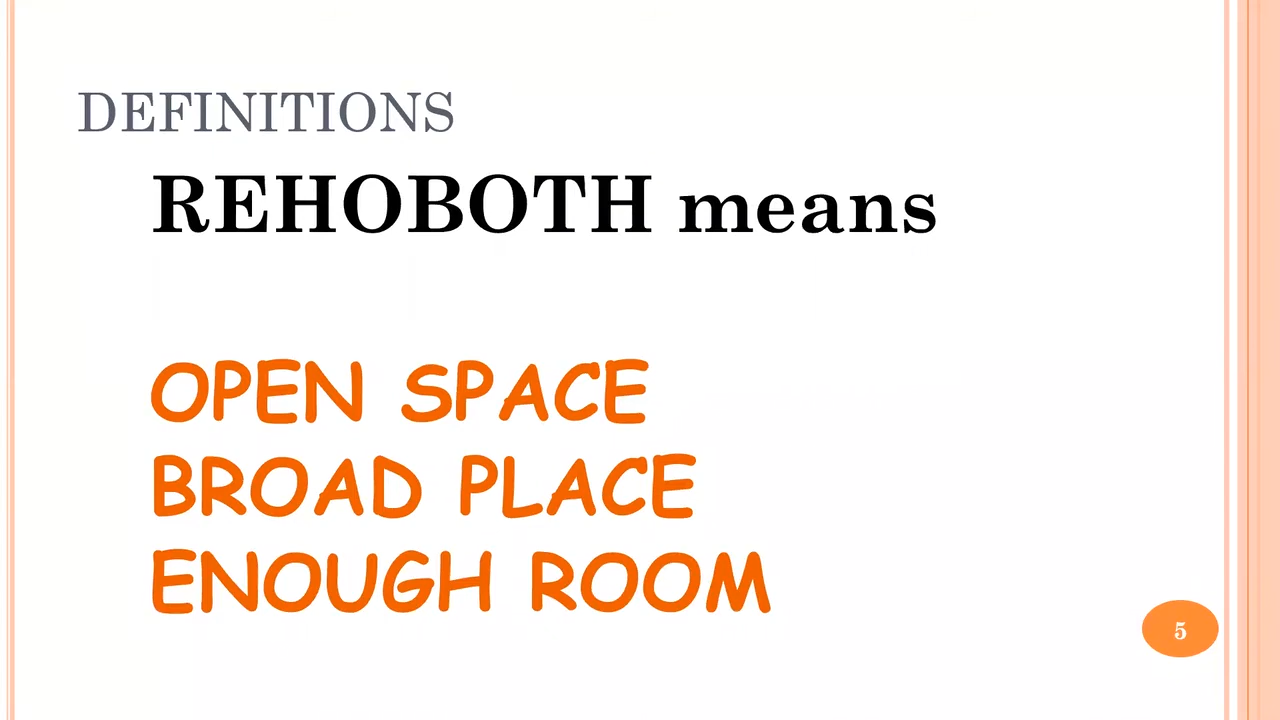 DEFINITIONS
REHOBOTH means
OPEN SPACE
BROAD PLACE
ENOUGH ROOM
5